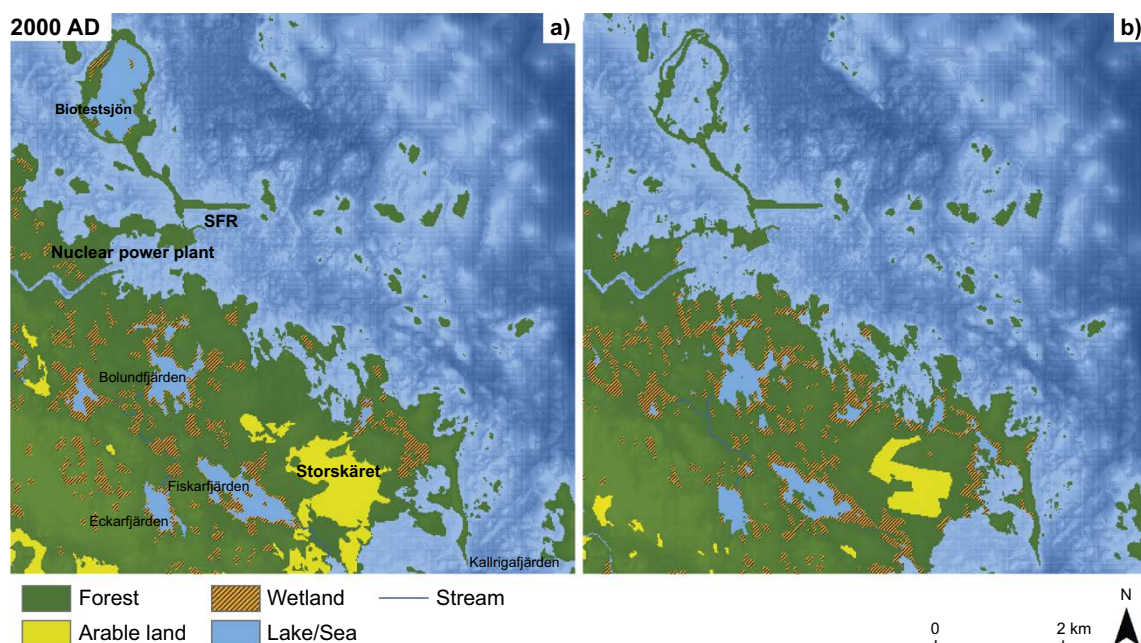 2000 AD
a)
b)
Biotestsjön
SFR
Nuclear power plant
Bolundfjärden
Storskäret
Fiskarfjärden
Eckarfjärden
Kallrigafjärden
Forest
Wetland
Stream
N
Arable land
Lake/Sea
0
2 km